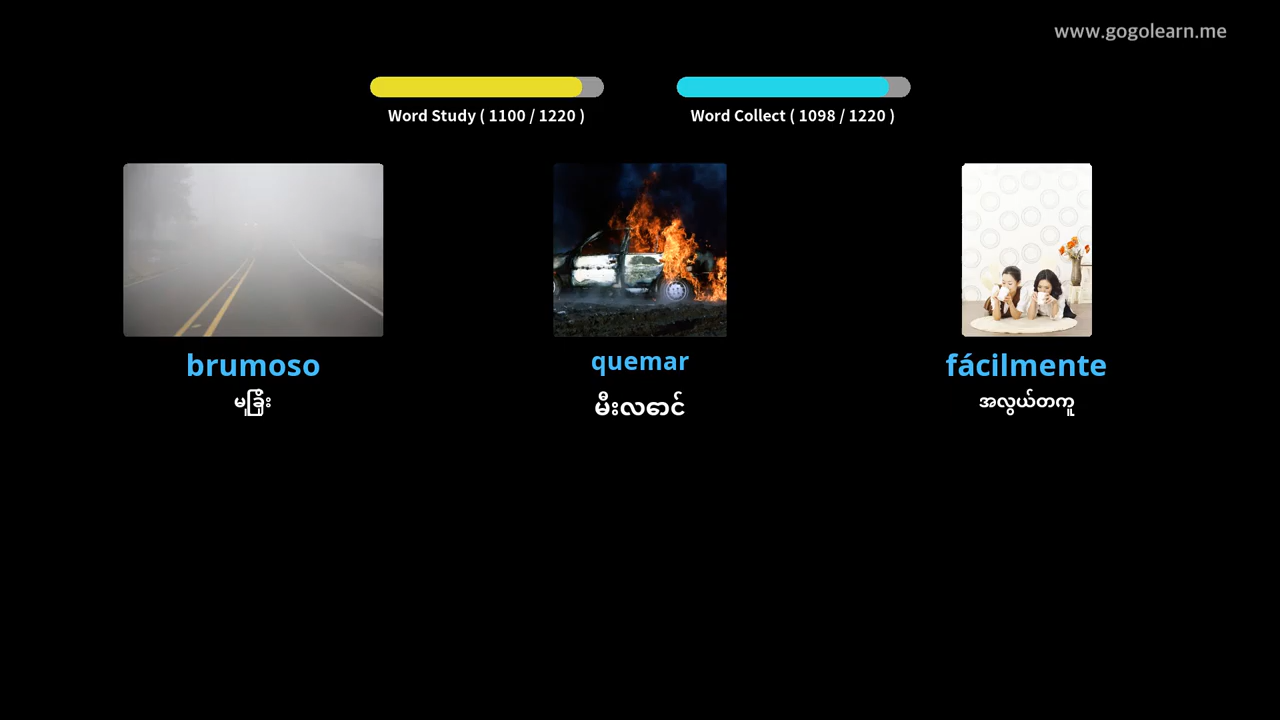 www.gogolearn.me
Word Study ( 1100 / 1220 )
Word Collect ( 1098 / 1220 )
brumoso
quemar
fácilmente
မှုခြိုး
မီးလောင်
အလွယ်တကူ